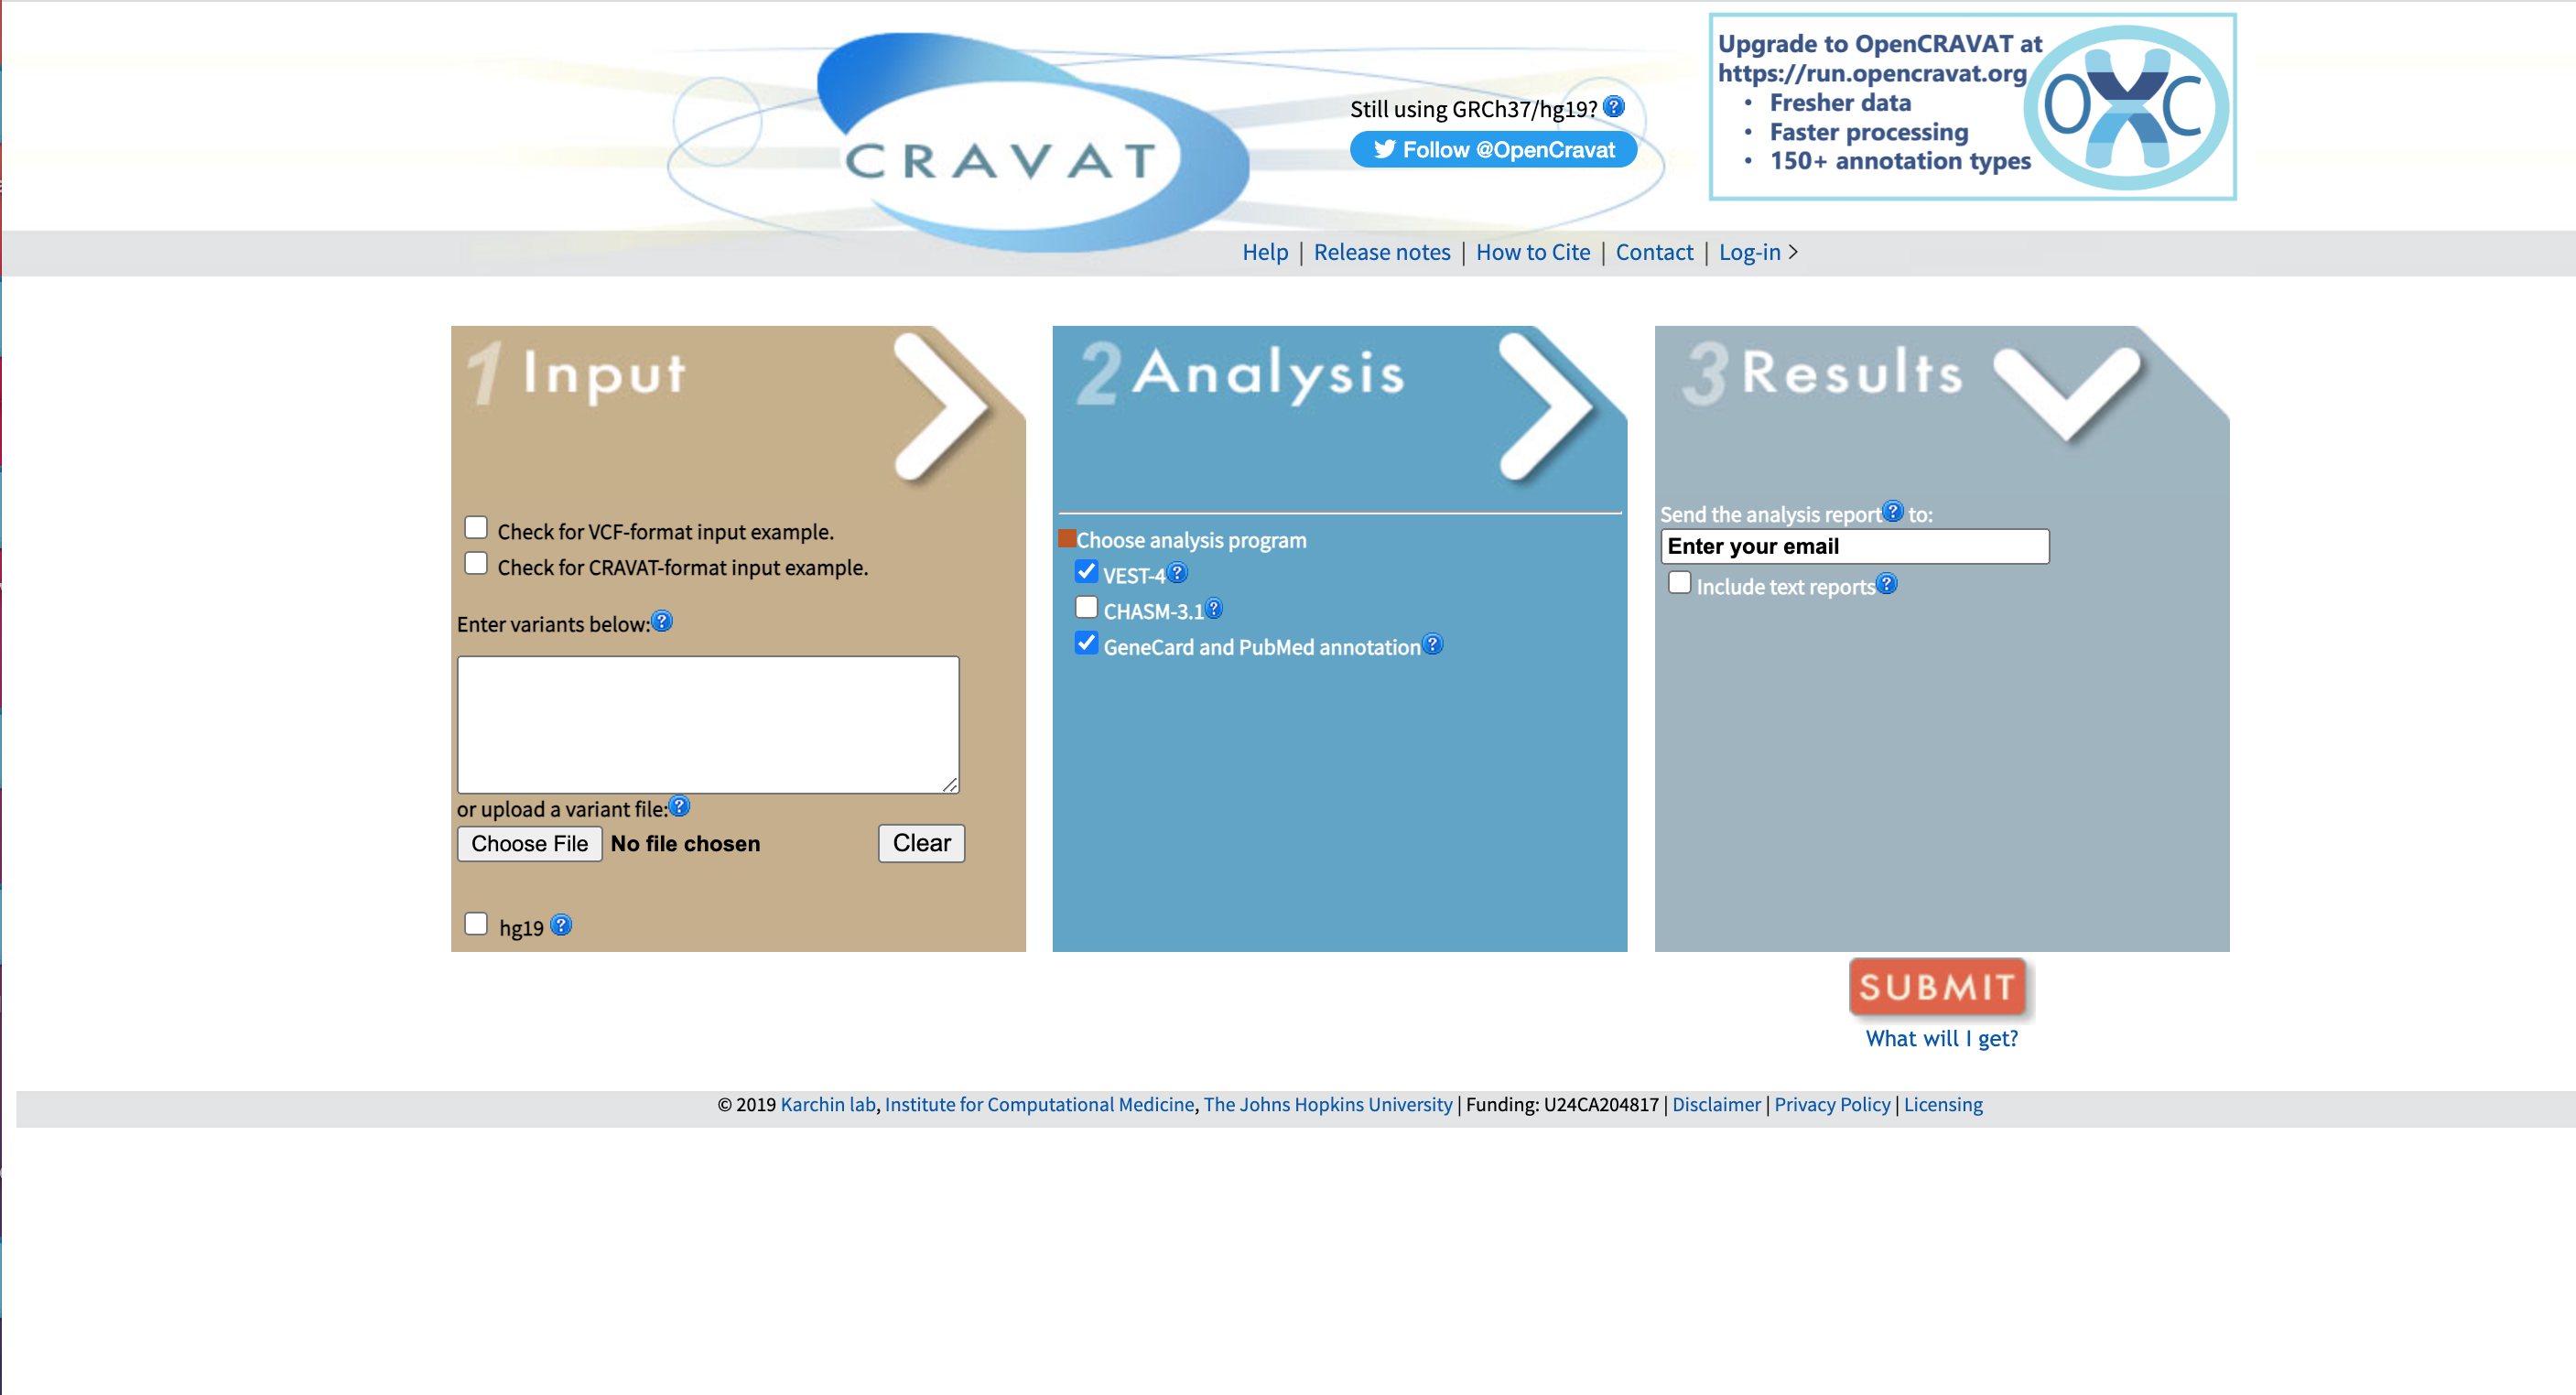 CRAVAT
Still using GRCh37/hg19? ?
Follow @OpenCravat
Upgrade to OpenCRAVAT at
https://run.opencravat.org
• Fresher data
• Faster processing
• 150+ annotation types
OXC
Help | Release notes | How to Cite | Contact | Log-in >
1 Input
Check for VCF-format input example.
Check for CRAVAT-format input example.
Enter variants below:?
or upload a variant file:?
Choose File No file chosen Clear
hg19 ?
2 Analysis
Choose analysis program
VEST-4?
CHASM-3.1?
GeneCard and PubMed annotation?
3 Results
Send the analysis report? to:
Enter your email
Include text reports?
SUBMIT
What will I get?
© 2019 Karchin lab, Institute for Computational Medicine, The Johns Hopkins University | Funding: U24CA204817 | Disclaimer | Privacy Policy | Licensing